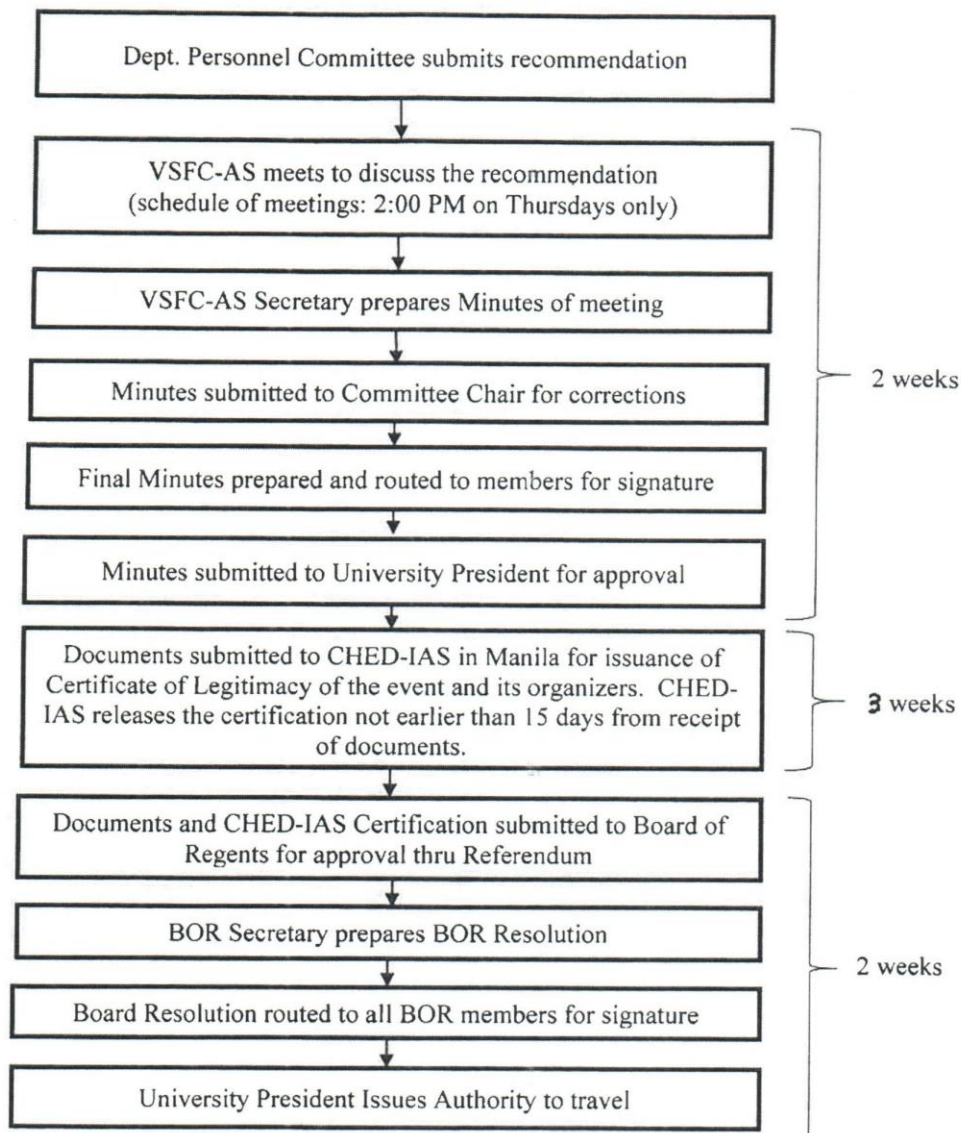 Dept. Personnel Committee submits recommendation
VSFC-AS meets to discuss the recommendation
(schedule of meetings: 2:00 PM on Thursdays only)
VSFC-AS Secretary prepares Minutes of meeting
Minutes submitted to Committee Chair for corrections
2 weeks
Final Minutes prepared and routed to members for signature
Minutes submitted to University President for approval
Documents submitted to CHED-IAS in Manila for issuance of
Certificate of Legitimacy of the event and its organizers. CHED-
IAS releases the certification not earlier than 15 days from receipt
of documents.
3 weeks
Documents and CHED-IAS Certification submitted to Board of
Regents for approval thru Referendum
BOR Secretary prepares BOR Resolution
2 weeks
Board Resolution routed to all BOR members for signature
University President Issues Authority to travel